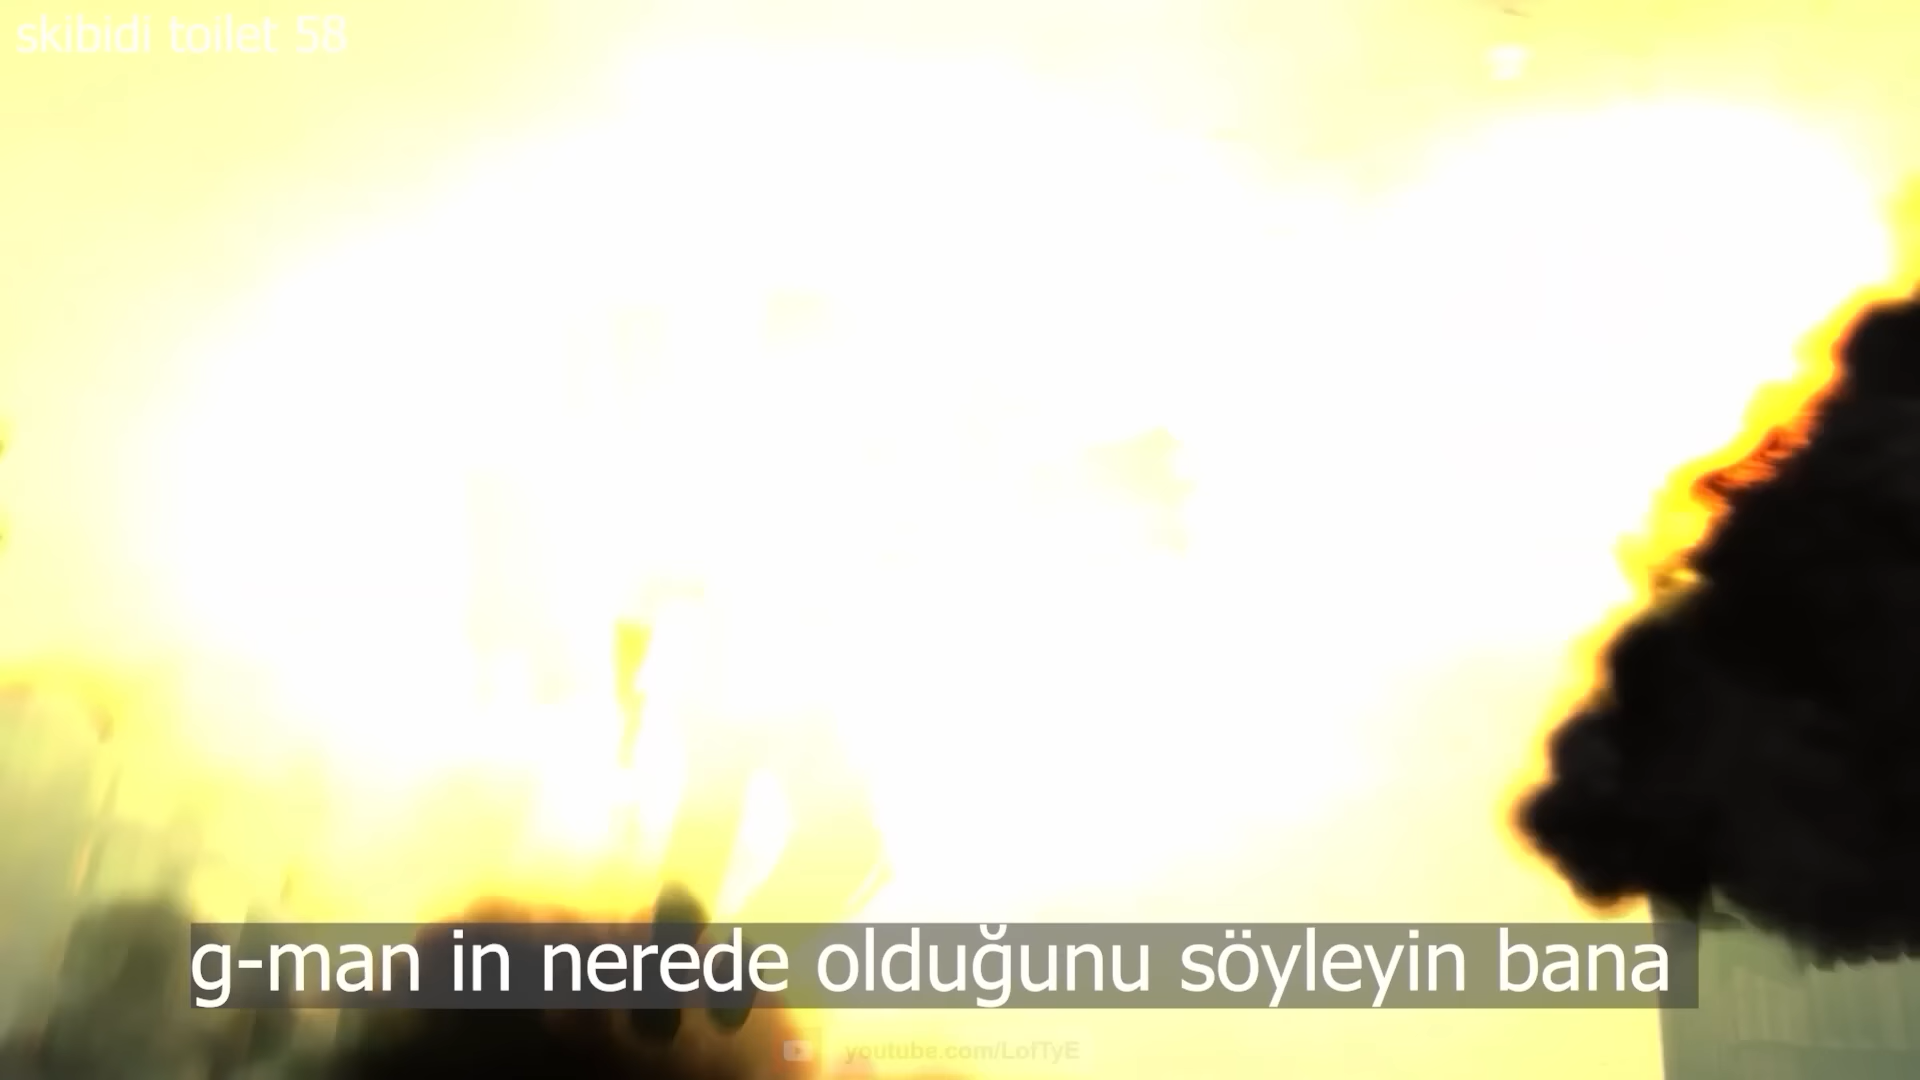 skibidi toilet 58
g-man in nerede olduğunu söyleyin bana
youtube.com/LofTyE